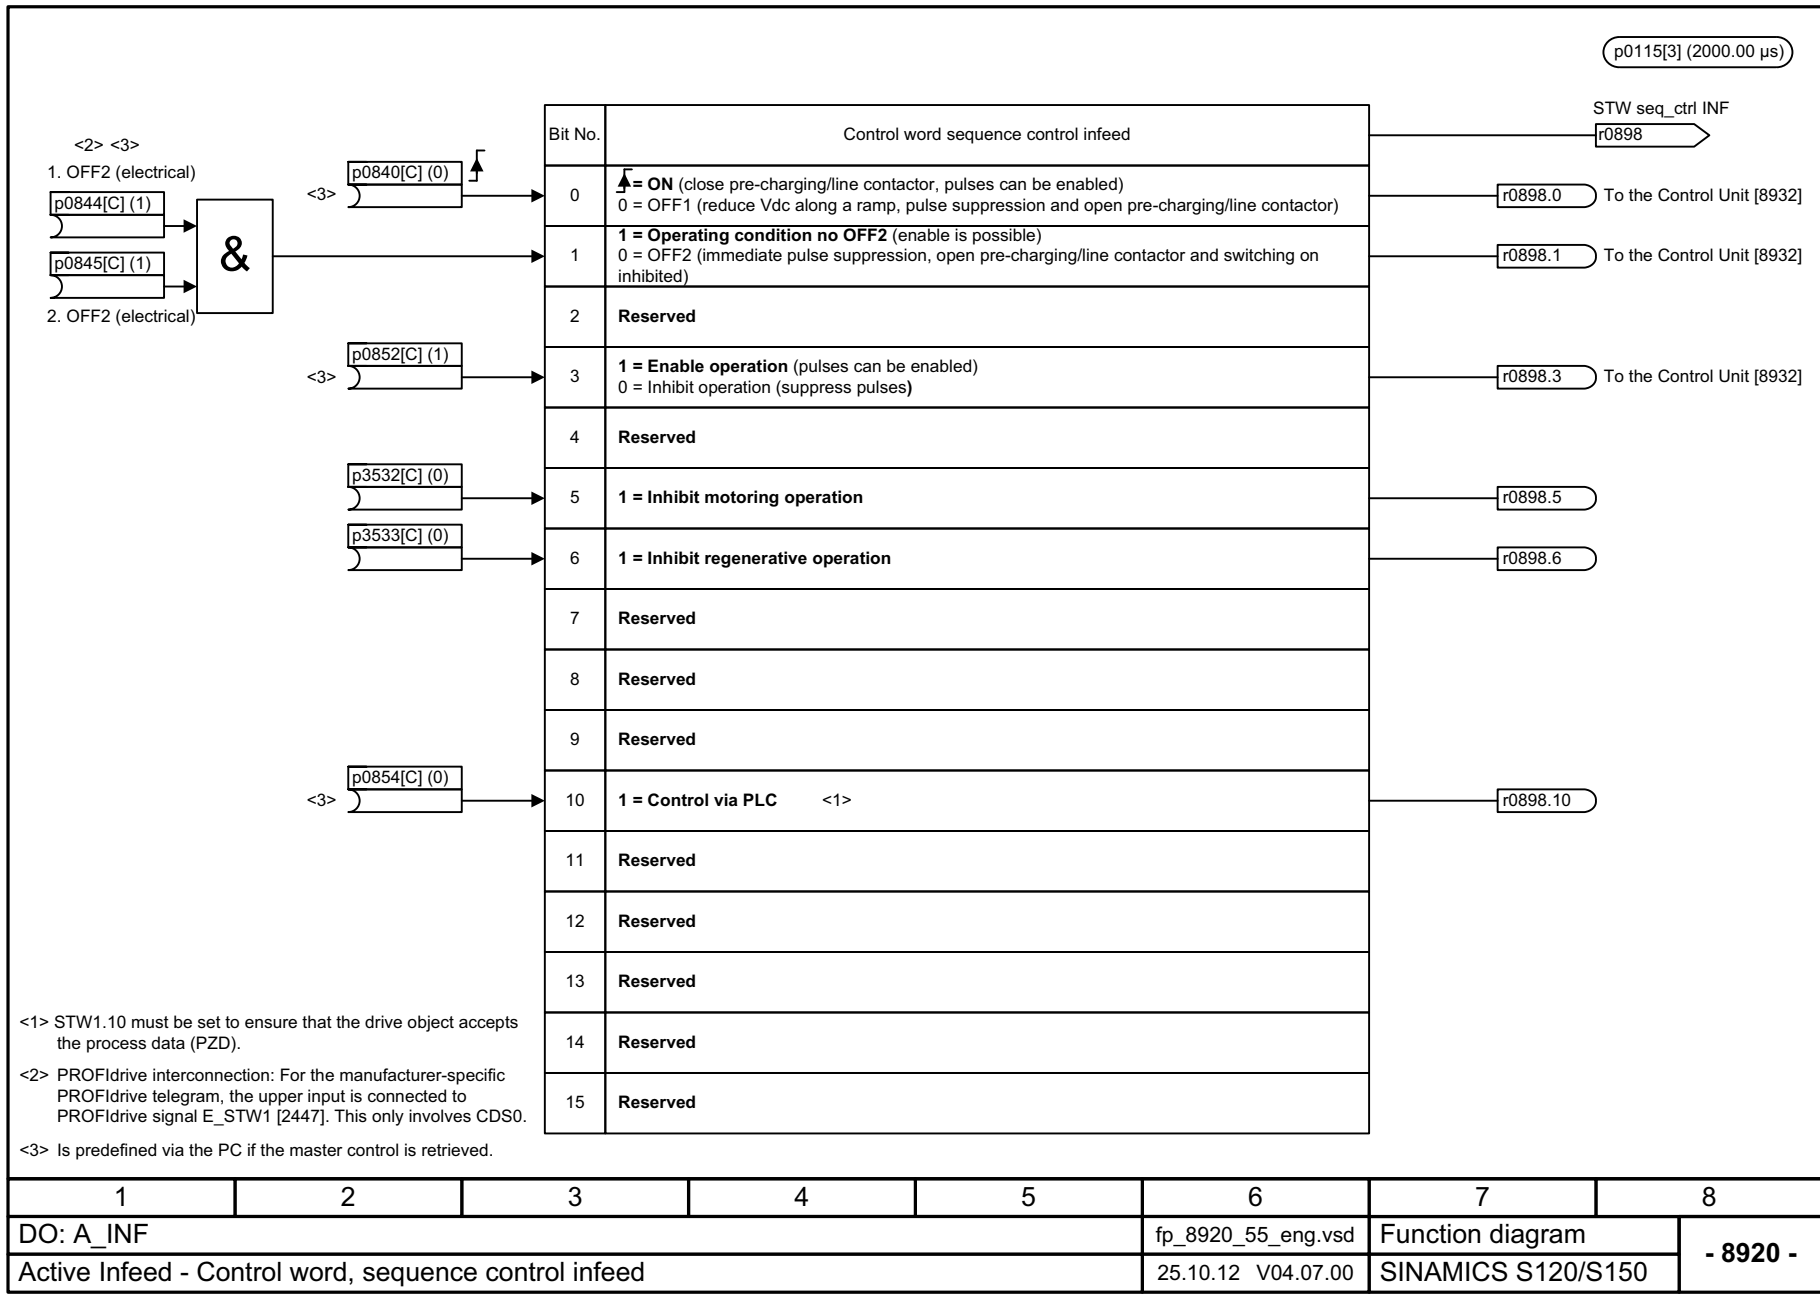 p0115[3] (2000.00 µs)
STW seq_ctrl INF
r0898
Bit No.
Control word sequence control infeed
<2> <3>
1. OFF2 (electrical)
p0844[C] (1)
p0845[C] (1)
&
2. OFF2 (electrical)
<3>
p0840[C] (0)
0
= ON (close pre-charging/line contactor, pulses can be enabled)
0 = OFF1 (reduce Vdc along a ramp, pulse suppression and open pre-charging/line contactor)
r0898.0
To the Control Unit [8932]
1
1 = Operating condition no OFF2 (enable is possible)
0 = OFF2 (immediate pulse suppression, open pre-charging/line contactor and switching on
inhibited)
r0898.1
To the Control Unit [8932]
2
Reserved
<3>
p0852[C] (1)
3
1 = Enable operation (pulses can be enabled)
0 = Inhibit operation (suppress pulses)
r0898.3
To the Control Unit [8932]
4
Reserved
p3532[C] (0)
5
1 = Inhibit motoring operation
r0898.5
p3533[C] (0)
6
1 = Inhibit regenerative operation
r0898.6
7
Reserved
8
Reserved
9
Reserved
<3>
p0854[C] (0)
10
1 = Control via PLC <1>
r0898.10
11
Reserved
12
Reserved
13
Reserved
14
Reserved
15
Reserved
<1> STW1.10 must be set to ensure that the drive object accepts
the process data (PZD).
<2> PROFIdrive interconnection: For the manufacturer-specific
PROFIdrive telegram, the upper input is connected to
PROFIdrive signal E_STW1 [2447]. This only involves CDS0.
<3> Is predefined via the PC if the master control is retrieved.
1 2 3 4 5 6 7 8
DO: A_INF
fp_8920_55_eng.vsd
Function diagram
- 8920 -
Active Infeed - Control word, sequence control infeed
25.10.12 V04.07.00
SINAMICS S120/S150